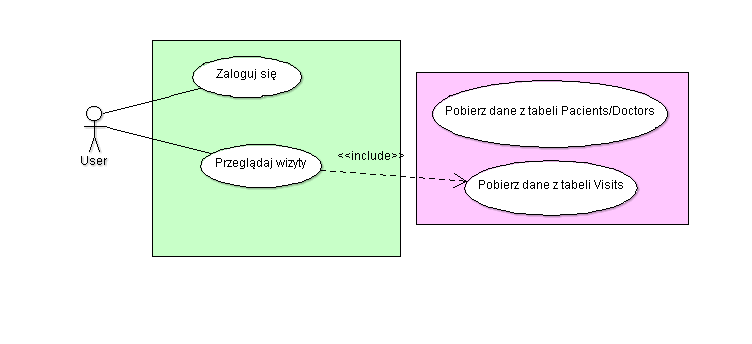 Zaloguj się
Pobierz dane z tabeli Pacients/Doctors
User
Przeglądaj wizyty
<<include>>
Pobierz dane z tabeli Visits